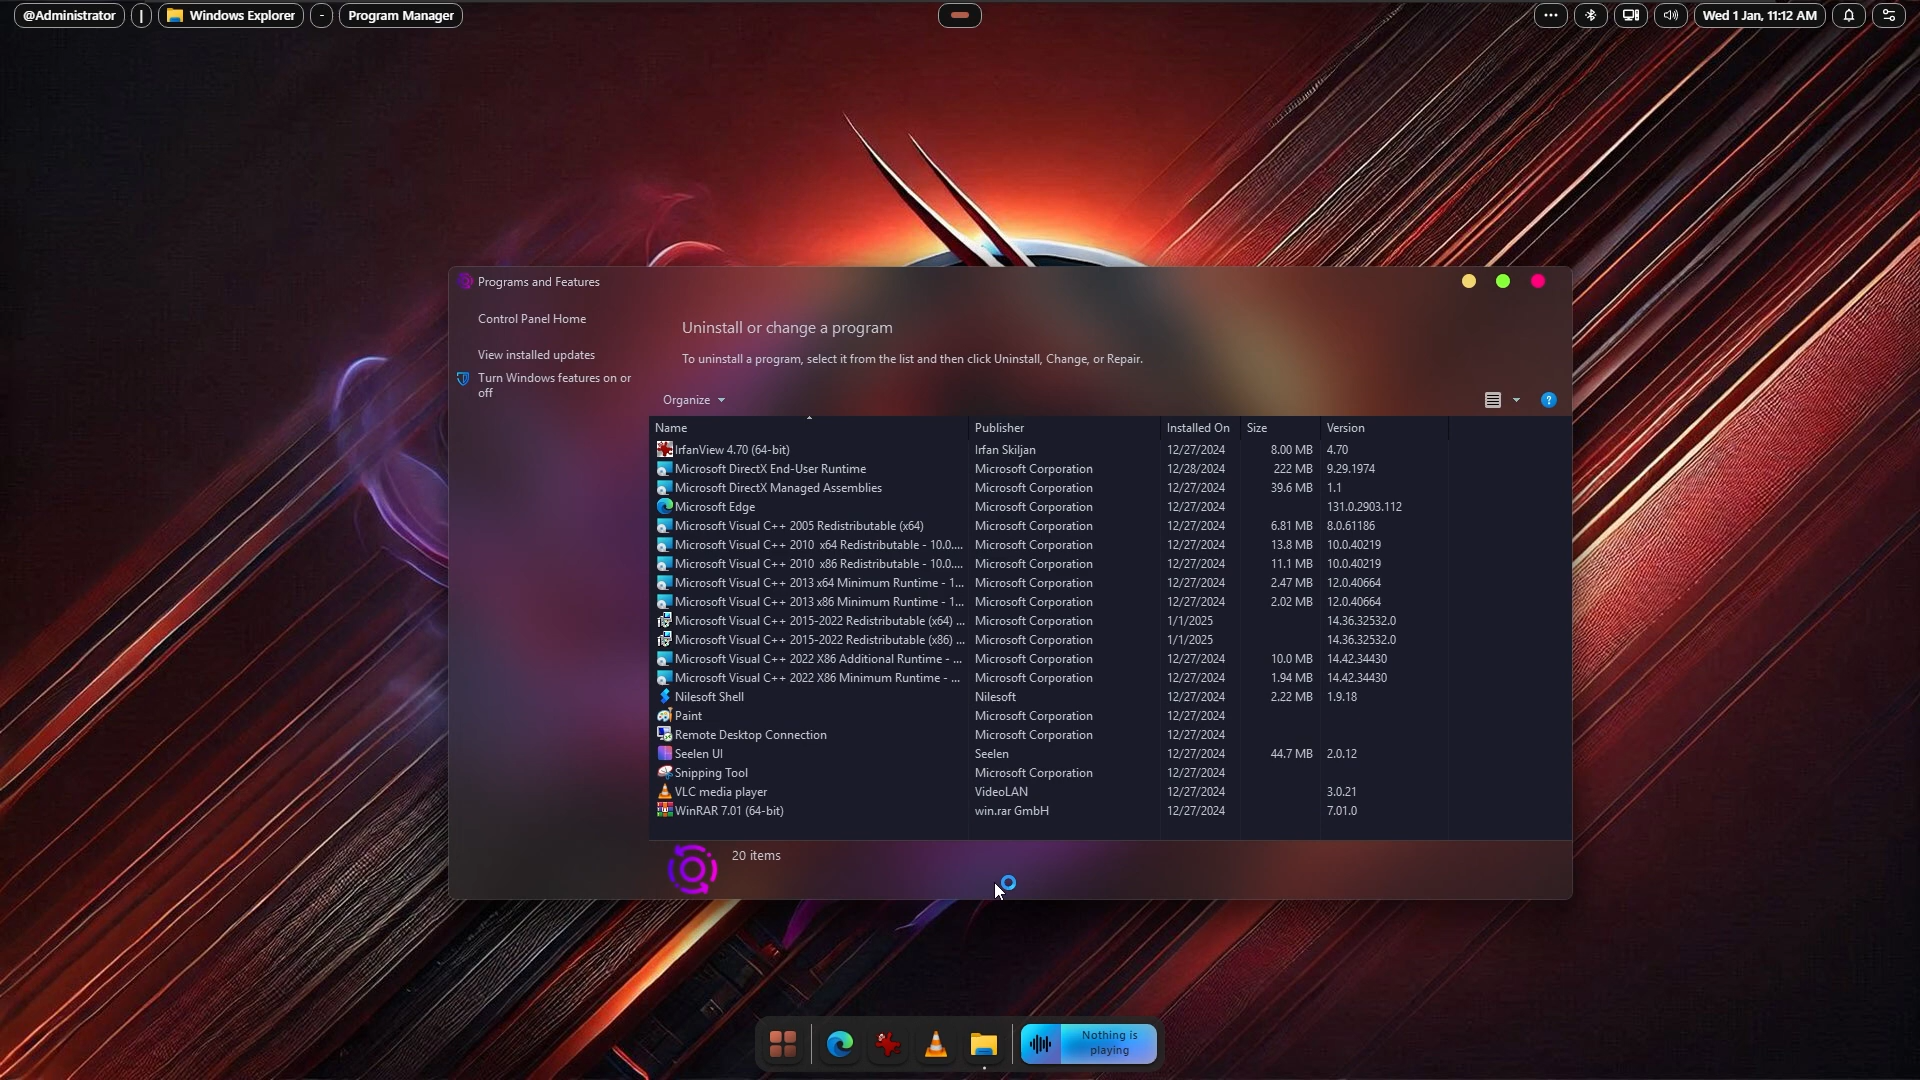 @Administrator | Windows Explorer - Program Manager
Wed 1 Jan, 11:12 AM
Programs and Features
Control Panel Home
View installed updates
Turn Windows features on or
off
Uninstall or change a program
To uninstall a program, select it from the list and then click Uninstall, Change, or Repair.
Organize
?
Name Publisher Installed On Size Version
IrfanView 4.70 (64-bit) Irfan Skiljan 12/27/2024 8.00 MB 4.70
Microsoft DirectX End-User Runtime Microsoft Corporation 12/28/2024 222 MB 9.29.1974
Microsoft DirectX Managed Assemblies Microsoft Corporation 12/27/2024 39.6 MB 1.1
Microsoft Edge Microsoft Corporation 12/27/2024 131.0.2903.112
Microsoft Visual C++ 2005 Redistributable (x64) Microsoft Corporation 12/27/2024 6.81 MB 8.0.61186
Microsoft Visual C++ 2010 x64 Redistributable - 10.0.... Microsoft Corporation 12/27/2024 13.8 MB 10.0.40219
Microsoft Visual C++ 2010 x86 Redistributable - 10.0.... Microsoft Corporation 12/27/2024 11.1 MB 10.0.40219
Microsoft Visual C++ 2013 x64 Minimum Runtime - 1... Microsoft Corporation 12/27/2024 2.47 MB 12.0.40664
Microsoft Visual C++ 2013 x86 Minimum Runtime - 1... Microsoft Corporation 12/27/2024 2.02 MB 12.0.40664
Microsoft Visual C++ 2015-2022 Redistributable (x64) ... Microsoft Corporation 1/1/2025 14.36.32532.0
Microsoft Visual C++ 2015-2022 Redistributable (x86) ... Microsoft Corporation 1/1/2025 14.36.32532.0
Microsoft Visual C++ 2022 X86 Additional Runtime - ... Microsoft Corporation 12/27/2024 10.0 MB 14.42.34430
Microsoft Visual C++ 2022 X86 Minimum Runtime - ... Microsoft Corporation 12/27/2024 1.94 MB 14.42.34430
Nilesoft Shell Nilesoft 12/27/2024 2.22 MB 1.9.18
Paint Microsoft Corporation 12/27/2024
Remote Desktop Connection Microsoft Corporation 12/27/2024
Seelen UI Seelen 12/27/2024 44.7 MB 2.0.12
Snipping Tool Microsoft Corporation 12/27/2024
VLC media player VideoLAN 12/27/2024 3.0.21
WinRAR 7.01 (64-bit) win.rar GmbH 12/27/2024 7.01.0
20 items
Nothing is
playing